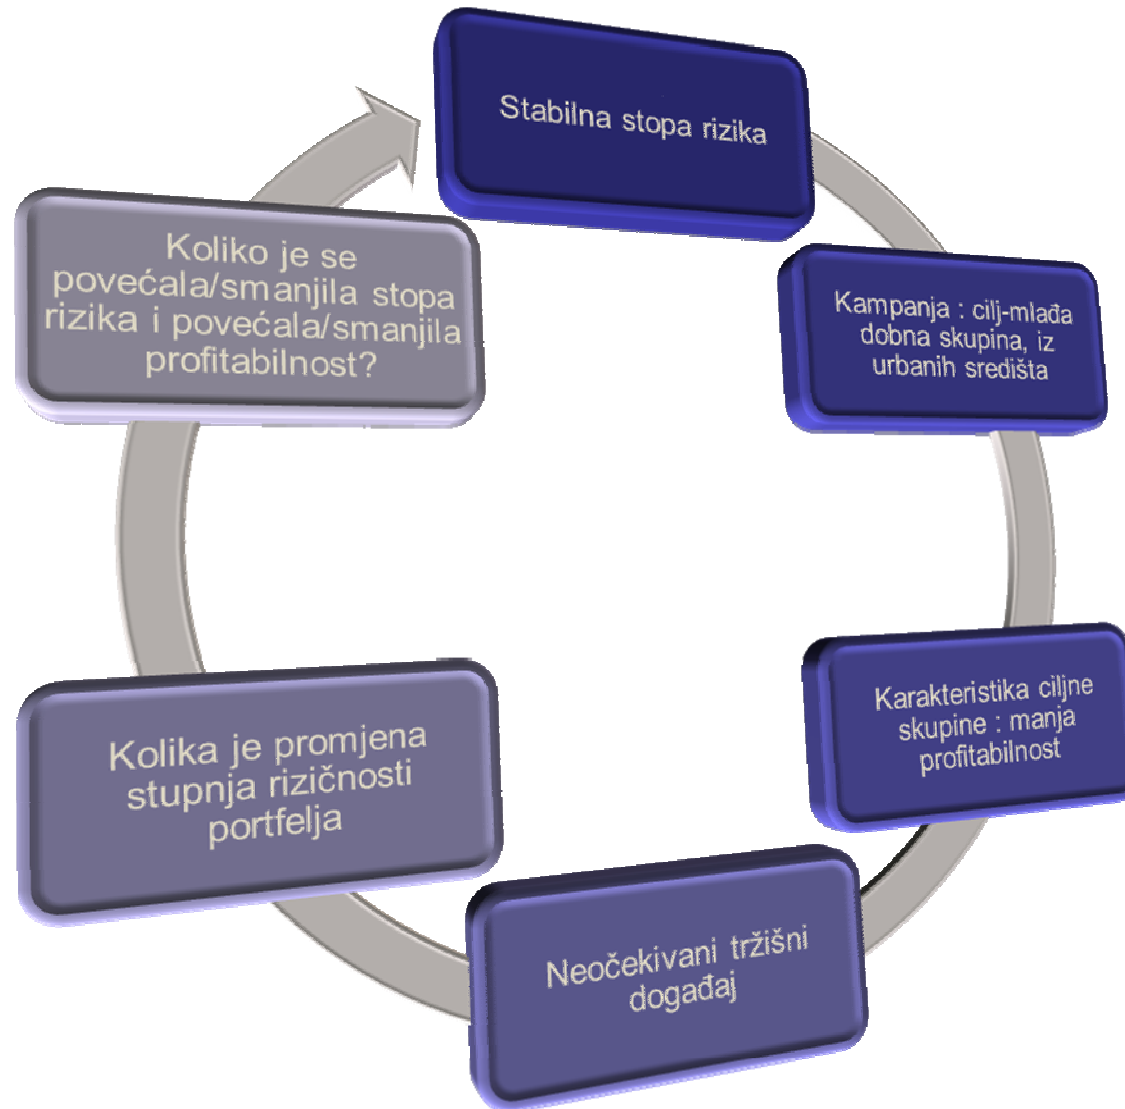 Stabilna stopa rizika
Kampanja : cilj-mlađa
dobna skupina, iz
urbanih središta
Karakteristika ciljne
skupine : manja
profitabilnost
Neočekivani tržišni
događaj
Kolika je promjena
stupnja rizičnosti
portfelja
Koliko je se
povećala/smanjila stopa
rizika i povećala/smanjila
profitabilnost?